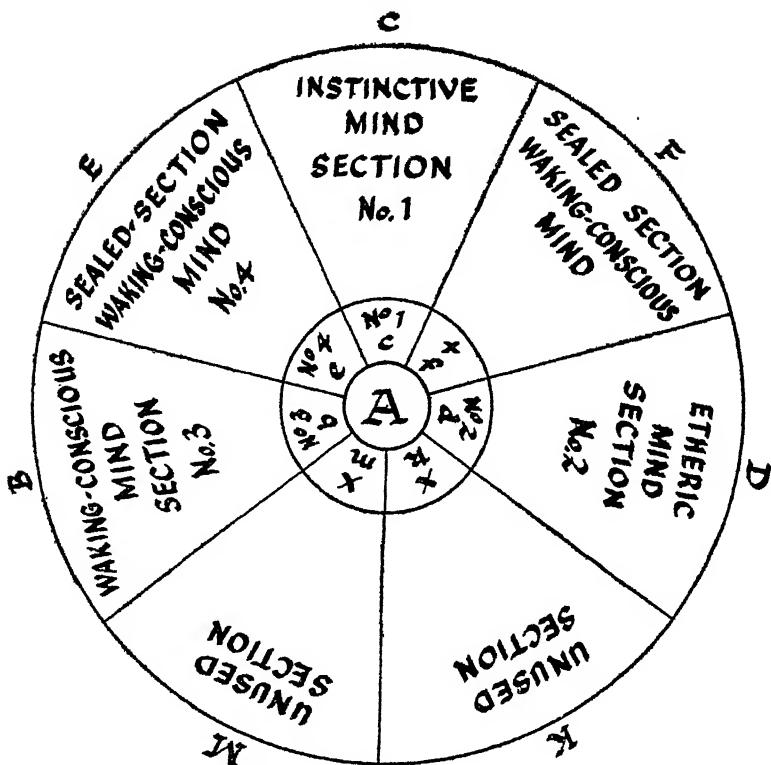 C
INSTINCTIVE
MIND
SECTION
No. 1
F
SEALED SECTION
WAKING-CONSCIOUS
MIND
D
ETHERIC
MIND
SECTION
No. 2
K
UNUSED
SECTION
M
UNUSED
SECTION
B
WAKING-CONSCIOUS
MIND
SECTION
No. 3
E
SEALED-SECTION
WAKING-CONSCIOUS
MIND
No. 4
No 1
c
x
f
No 2
d
k
x
m
x
No 3
b
No 4
e
A